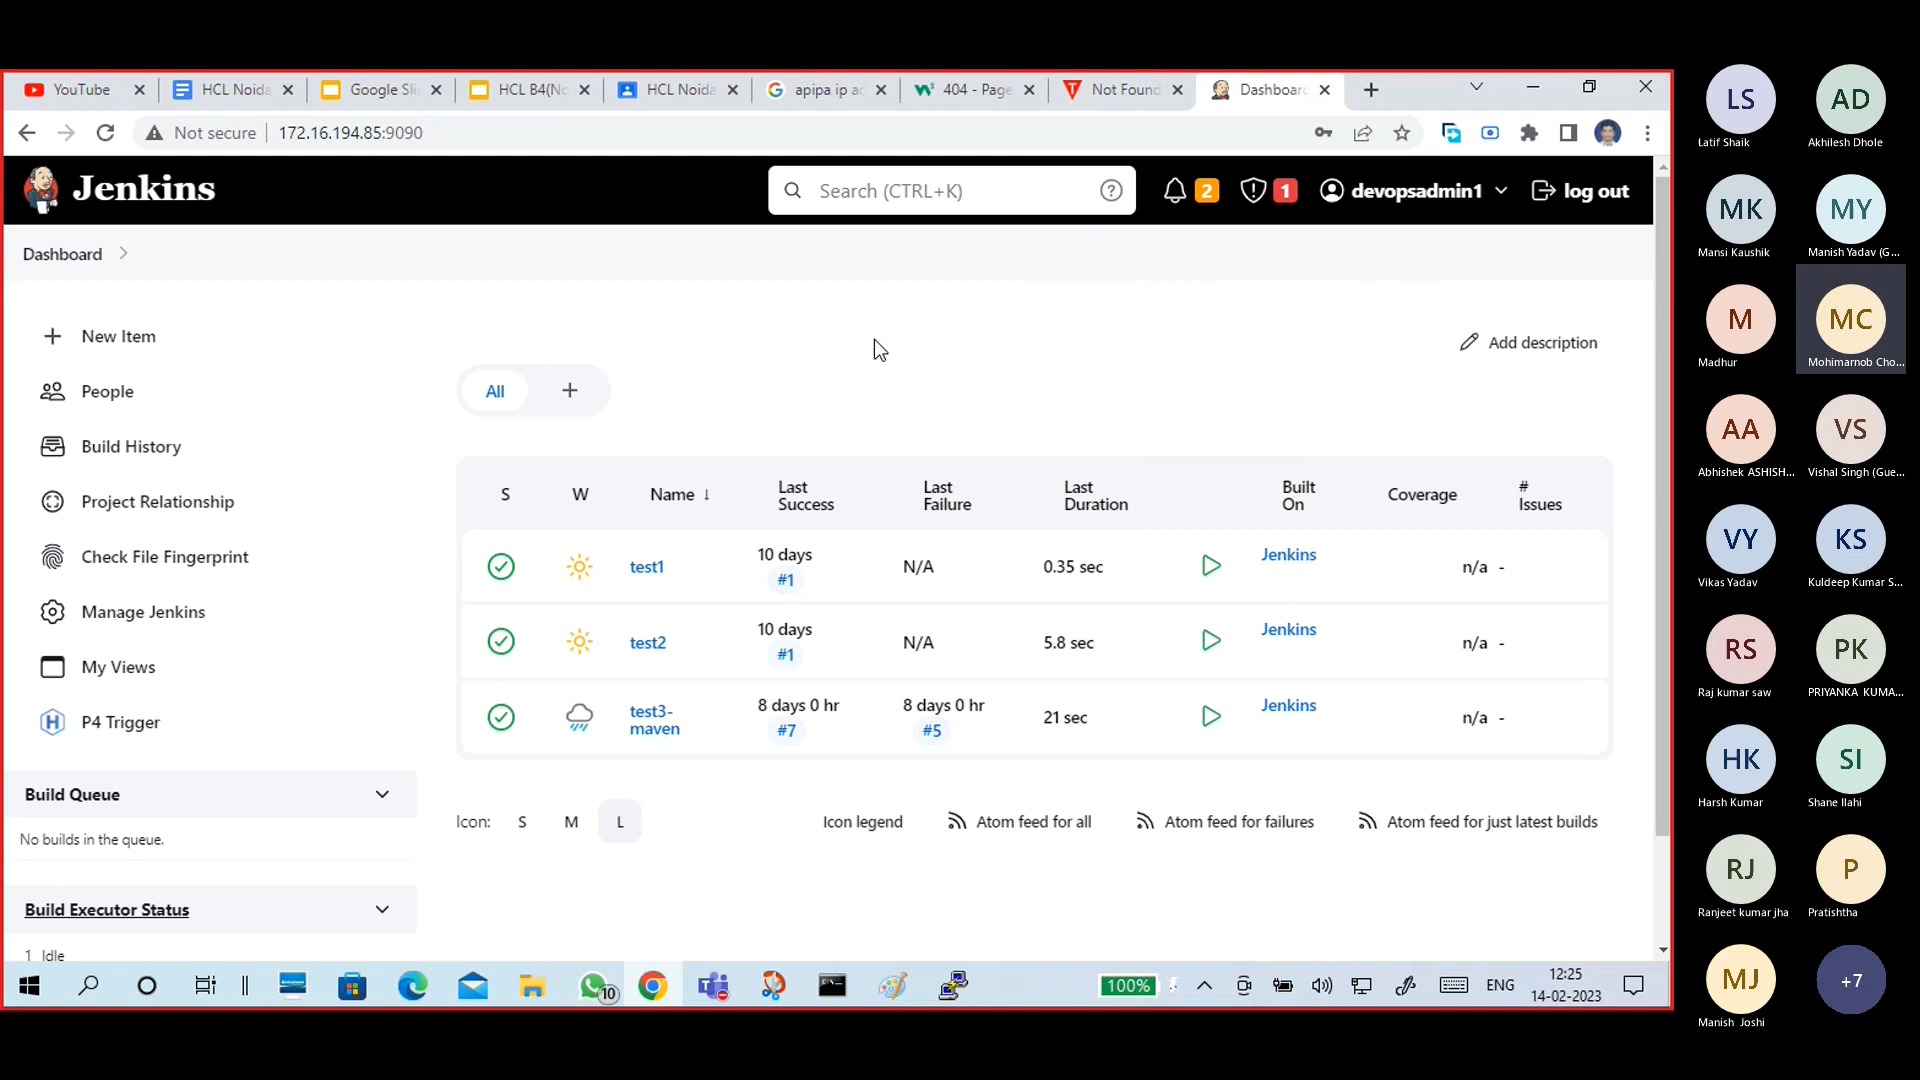 YouTube
HCL Noida
Google Sli
HCL B4(No
HCL Noida
apipa ip ac
404 - Page
Not Found
Dashboard
Not secure
172.16.194.85:9090
Jenkins
Search (CTRL+K)
2
1
devopsadmin1
log out
Dashboard
New Item
People
Build History
Project Relationship
Check File Fingerprint
Manage Jenkins
My Views
P4 Trigger
Build Queue
No builds in the queue.
Build Executor Status
1 Idle
Add description
All
+
S W Name ↓ Last Success Last Failure Last Duration Built On Coverage # Issues
test1 10 days #1 N/A 0.35 sec Jenkins n/a -
test2 10 days #1 N/A 5.8 sec Jenkins n/a -
test3-maven 8 days 0 hr #7 8 days 0 hr #5 21 sec Jenkins n/a -
Icon: S M L
Icon legend
Atom feed for all
Atom feed for failures
Atom feed for just latest builds
10
100%
ENG
12:25
14-02-2023
LS
Latif Shaik
AD
Akhilesh Dhole
MK
Mansi Kaushik
MY
Manish Yadav (G...
M
Madhur
MC
Mohimarnob Cho...
AA
Abhishek ASHISH...
VS
Vishal Singh (Gue...
VY
Vikas Yadav
KS
Kuldeep Kumar S...
RS
Raj kumar saw
PK
PRIYANKA KUMA...
HK
Harsh Kumar
SI
Shane Ilahi
RJ
Ranjeet kumar jha
P
Pratishtha
MJ
Manish Joshi
+7